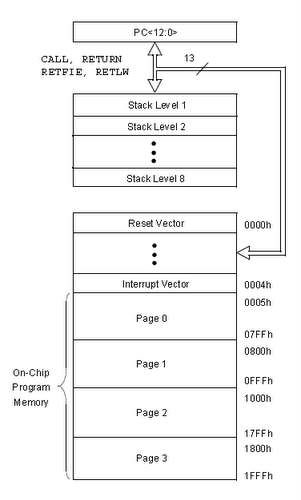 PC<12:0>
CALL, RETURN
RETFIE, RETLW
13
Stack Level 1
Stack Level 2
Stack Level 8
Reset Vector
0000h
Interrupt Vector
0004h
0005h
Page 0
07FFh
0800h
Page 1
On-Chip
Program
Memory
0FFFh
1000h
Page 2
17FFh
1800h
Page 3
1FFFh